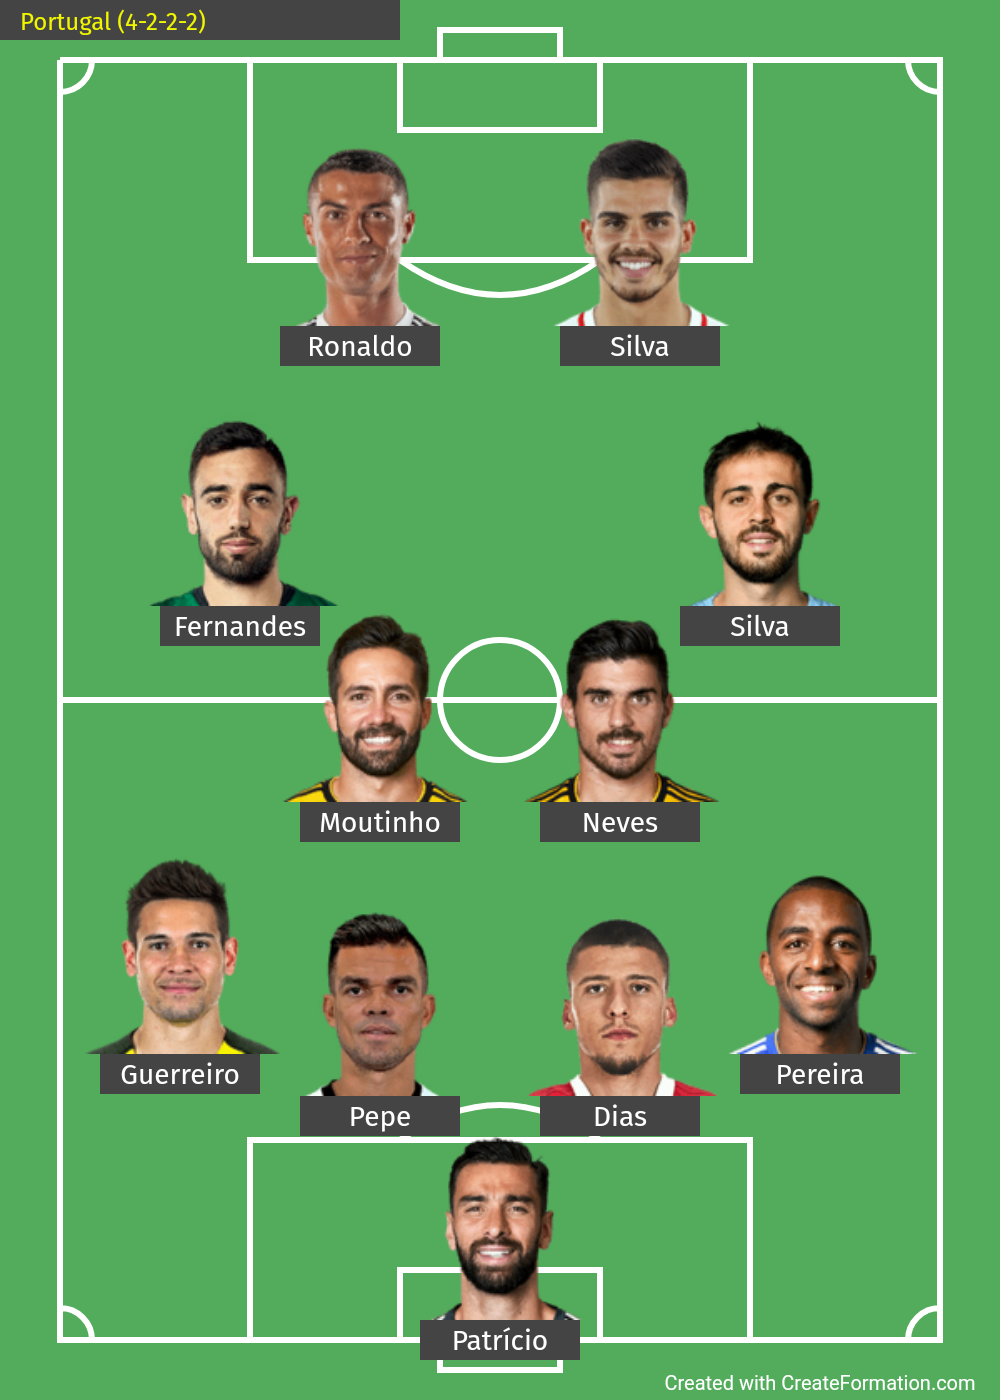 Portugal (4-2-2-2)
Ronaldo
Silva
Fernandes
Silva
Moutinho
Neves
Guerreiro
Pereira
Pepe
Dias
Patrício
Created with CreateFormation.com